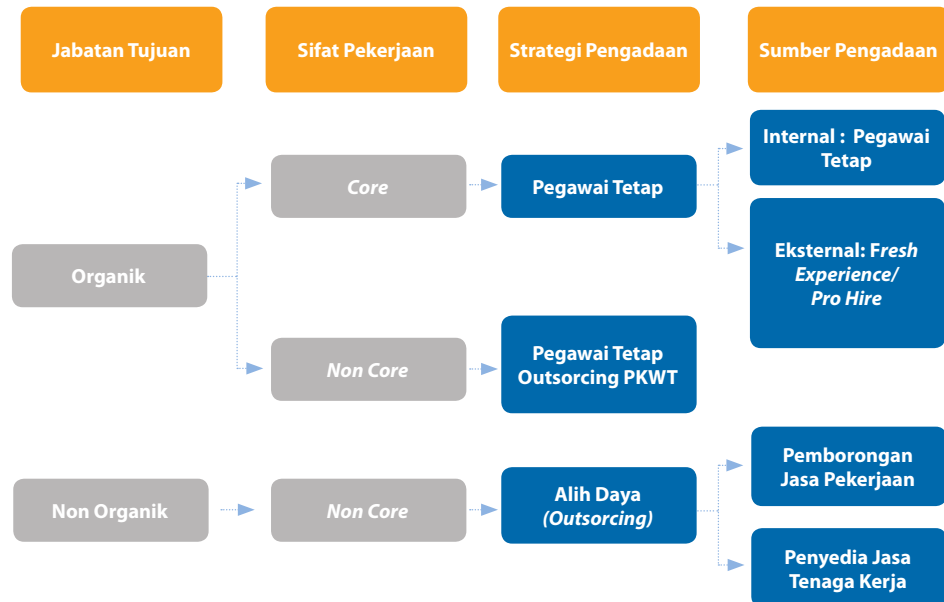 Jabatan Tujuan
Sifat Pekerjaan
Strategi Pengadaan
Sumber Pengadaan
Internal : Pegawai
Tetap
Core
Pegawai Tetap
Eksternal: Fresh
Experience/
Pro Hire
Organik
Non Core
Pegawai Tetap
Outsorcing PKWT
Pemborongan
Jasa Pekerjaan
Non Organik
Non Core
Alih Daya
(Outsorcing)
Penyedia Jasa
Tenaga Kerja